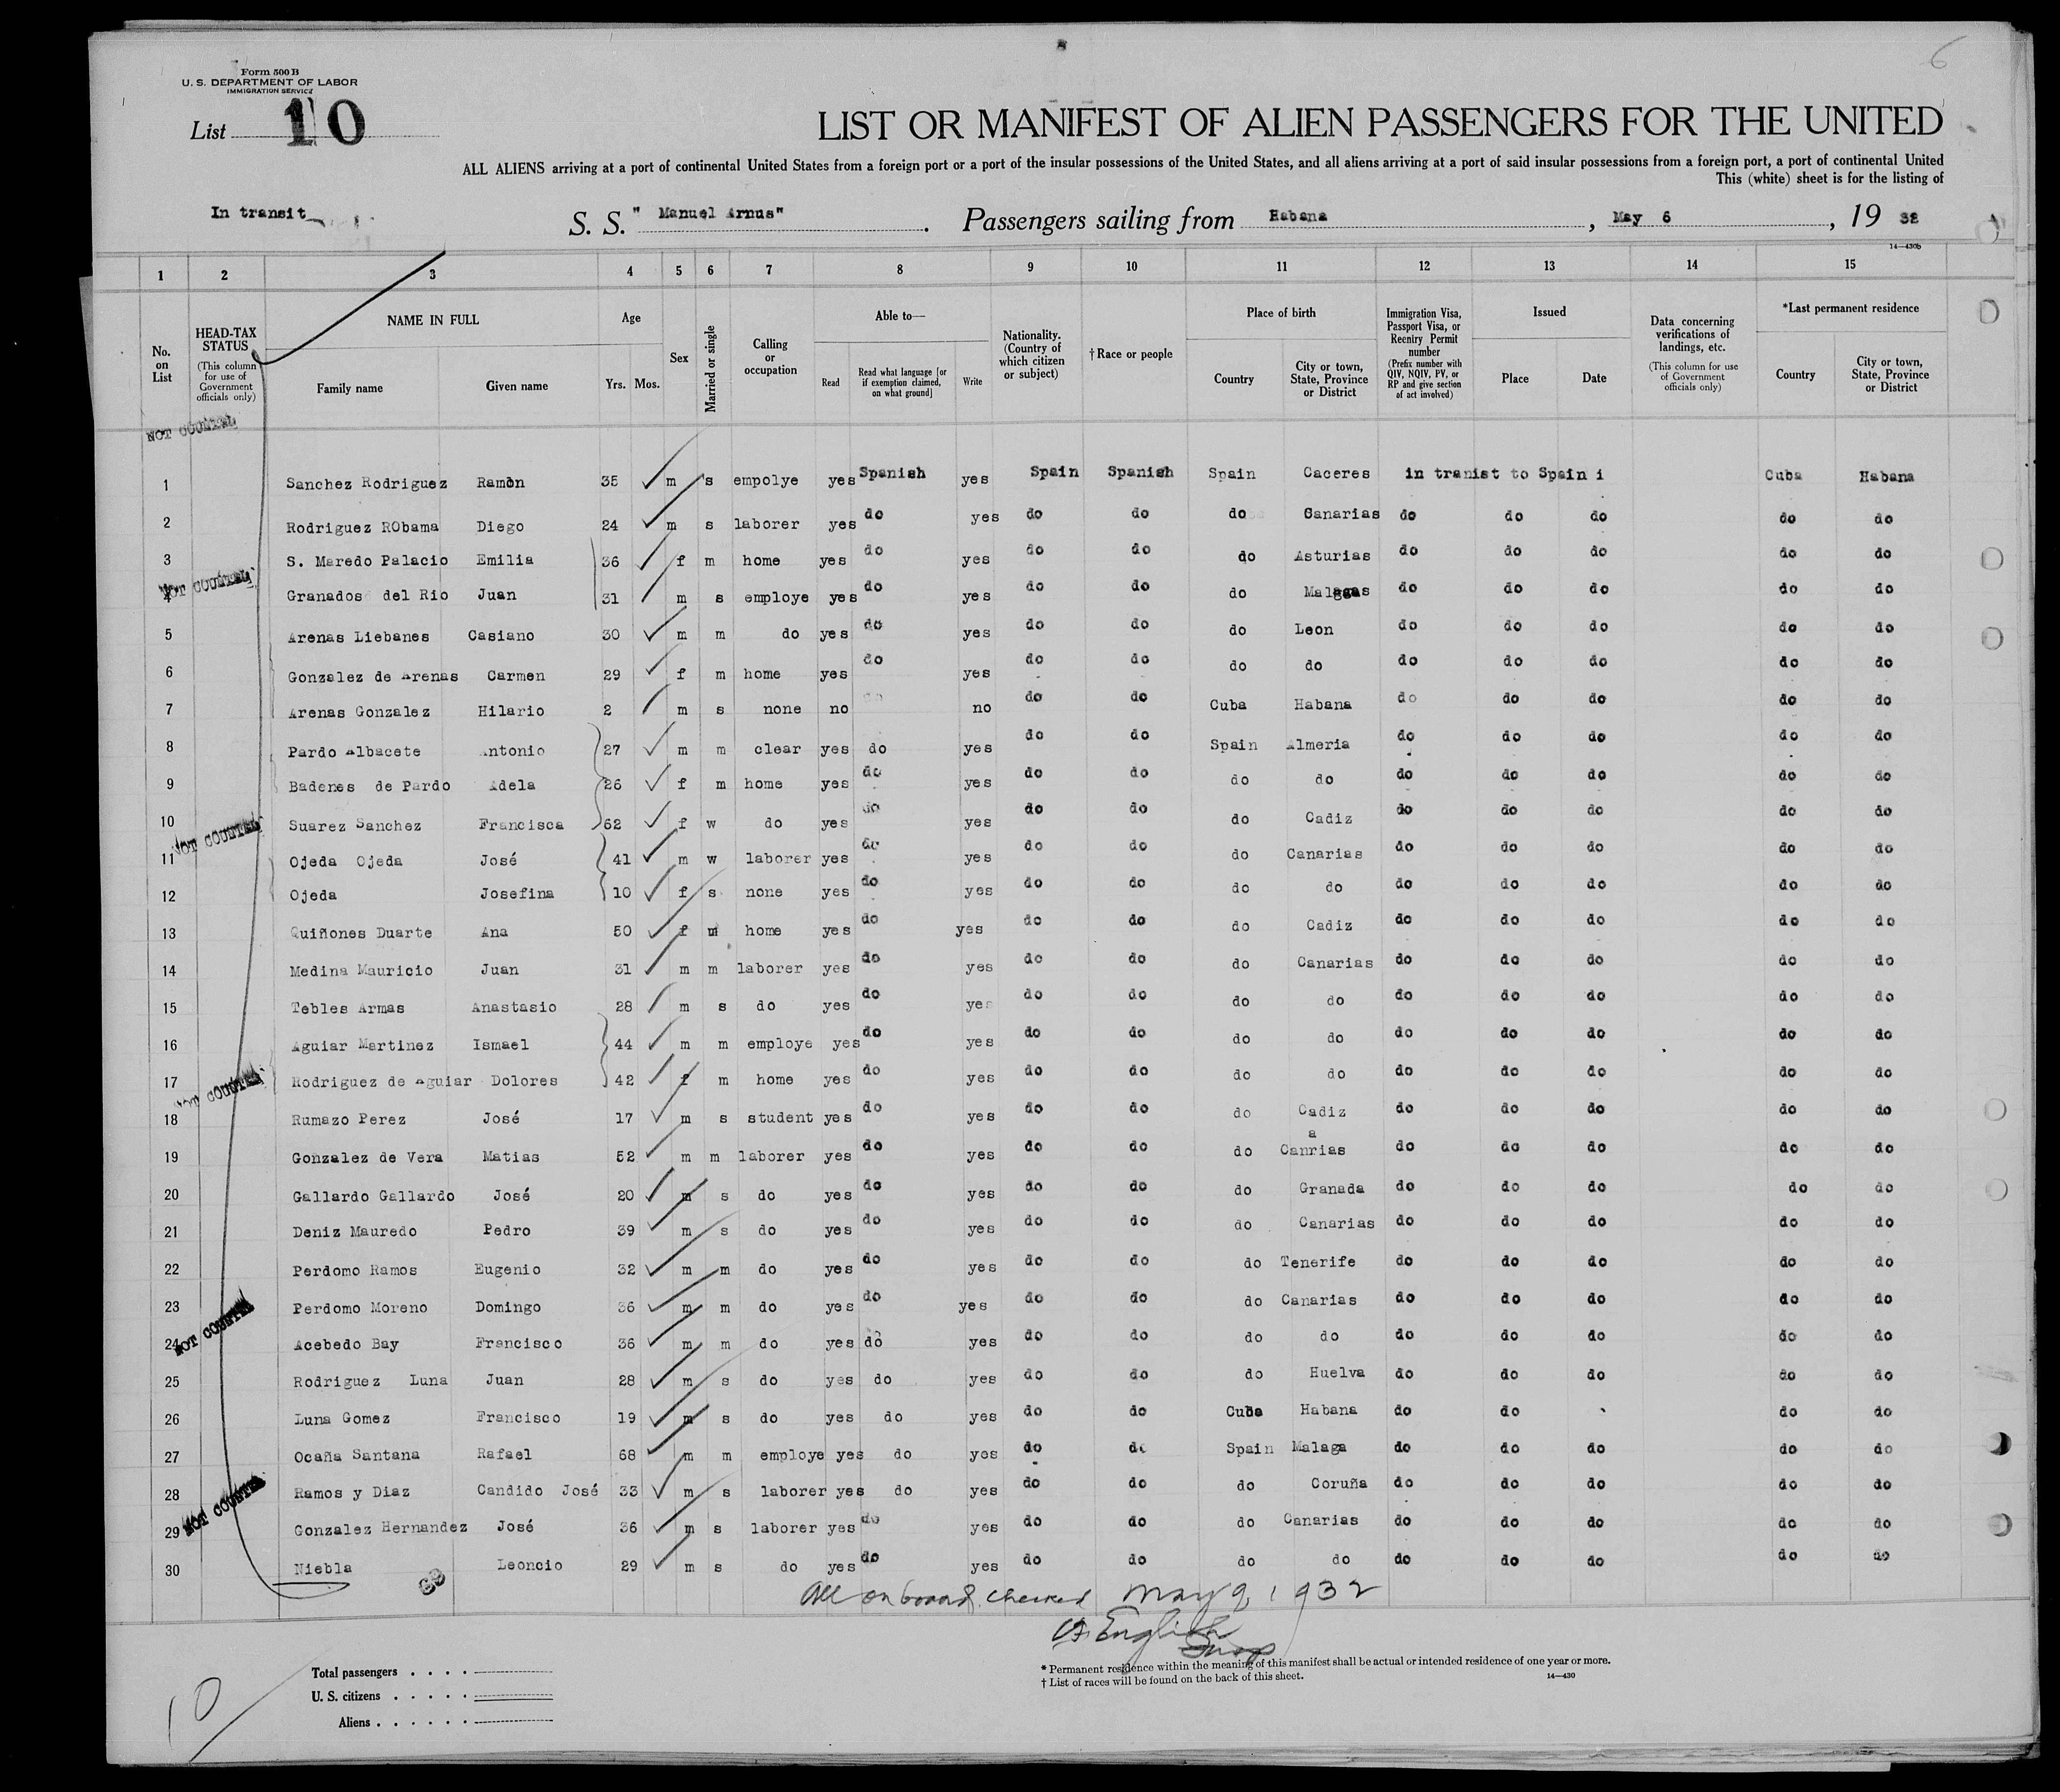 6
Form 500 B
U. S. DEPARTMENT OF LABOR
IMMIGRATION SERVICE
List 10
LIST OR MANIFEST OF ALIEN PASSENGERS FOR THE UNITED
ALL ALIENS arriving at a port of continental United States from a foreign port or a port of the insular possessions of the United States, and all aliens arriving at a port of said insular possessions from a foreign port, a port of continental United
This (white) sheet is for the listing of
In transit S. S. " Manuel Arnus" . Passengers sailing from Habana , May 6 , 19 32
14—430b
1 2 3 4 5 6 7 8 9 10 11 12 13 14 15
No. on List
HEAD-TAX STATUS (This column for use of Government officials only)
NAME IN FULL Family name Given name
Age Yrs. Mos.
Sex
Married or single
Calling or occupation
Able to— Read Read what language [or if exemption claimed, on what ground] Write
Nationality. (Country of which citizen or subject)
†Race or people
Place of birth Country City or town, State, Province or District
Immigration Visa, Passport Visa, or Reentry Permit number (Prefix number with QIV, NQIV, PV, or RP and give section of act involved)
Issued Place Date
Data concerning verifications of landings, etc. (This column for use of Government officials only)
*Last permanent residence Country City or town, State, Province or District
NOT COUNTED
1 Sanchez Rodriguez Ramon 35 m s empolye yes Spanish yes Spain Spanish Spain Caceres in tranist to Spain i Cuba Habana
2 Rodriguez RObama Diego 24 m s laborer yes do yes do do do Canarias do do do do do
3 S. Maredo Palacio Emilia 36 f m home yes do yes do do do Asturias do do do do do
NOT COUNTED
4 Granados del Rio Juan 31 m s employe yes do yes do do do Malagas do do do do do
5 Arenas Liebanes Casiano 30 m m do yes do yes do do do Leon do do do do do
6 Gonzalez de Arenas Carmen 29 f m home yes do yes do do do do do do do do do
7 Arenas Gonzalez Hilario 2 m s none no do no do do Cuba Habana do do do do do
8 Pardo Albacete Antonio 27 m m clear yes do yes do do Spain Almeria do do do do do
9 Badenes de Pardo Adela 26 f m home yes do yes do do do do do do do do do
10 Suarez Sanchez Francisca 62 f w do yes do yes do do do Cadiz do do do do do
NOT COUNTED
11 Ojeda Ojeda José 41 m w laborer yes do yes do do do Canarias do do do do do
12 Ojeda Josefina 10 f s none yes do yes do do do do do do do do do
13 Quiñones Duarte Ana 50 f m home yes do yes do do do Cadiz do do do do do
14 Medina Mauricio Juan 31 m m laborer yes do yes do do do Canarias do do do do do
15 Tebles Armas Anastasio 28 m s do yes do yes do do do do do do do do do
16 Aguiar Martinez Ismael 44 m m employe yes do yes do do do do do do do do do
17 Rodriguez de Aguiar Dolores 42 f m home yes do yes do do do do do do do do do
NOT COUNTED
18 Rumazo Perez José 17 m s student yes do yes do do do Cadiz do do do do do
a
19 Gonzalez de Vera Matias 52 m m laborer yes do yes do do do Canrias do do do do do
20 Gallardo Gallardo José 20 m s do yes do yes do do do Granada do do do do do
21 Deniz Mauredo Pedro 39 m s do yes do yes do do do Canarias do do do do do
22 Perdomo Ramos Eugenio 32 m m do yes do yes do do do Tenerife do do do do do
23 Perdomo Moreno Domingo 36 m m do yes do yes do do do Canarias do do do do do
NOT COUNTED
24 Acebedo Bay Francisco 36 m m do yes do yes do do do do do do do do do
25 Rodriguez Luna Juan 28 m s do yes do yes do do do Huelva do do do do do
26 Luna Gomez Francisco 19 m s do yes do yes do do Cuba Habana do do do do
27 Ocaña Santana Rafael 68 m m employe yes do yes do do Spain Malaga do do do do do
28 Ramos y Diaz Candido José 33 m s laborer yes do yes do do do Coruña do do do do do
NOT COUNTED
29 Gonzalez Hernandez José 36 m s laborer yes do yes do do do Canarias do do do do do
30 Niebla Leoncio 29 m s do yes do yes do do do do do do do do do
All on board checked May 9, 1932
English
Insp
* Permanent residence within the meaning of this manifest shall be actual or intended residence of one year or more.
† List of races will be found on the back of this sheet. 14—430
Total passengers . . . .
U. S. citizens . . . . .
Aliens . . . . . .
10